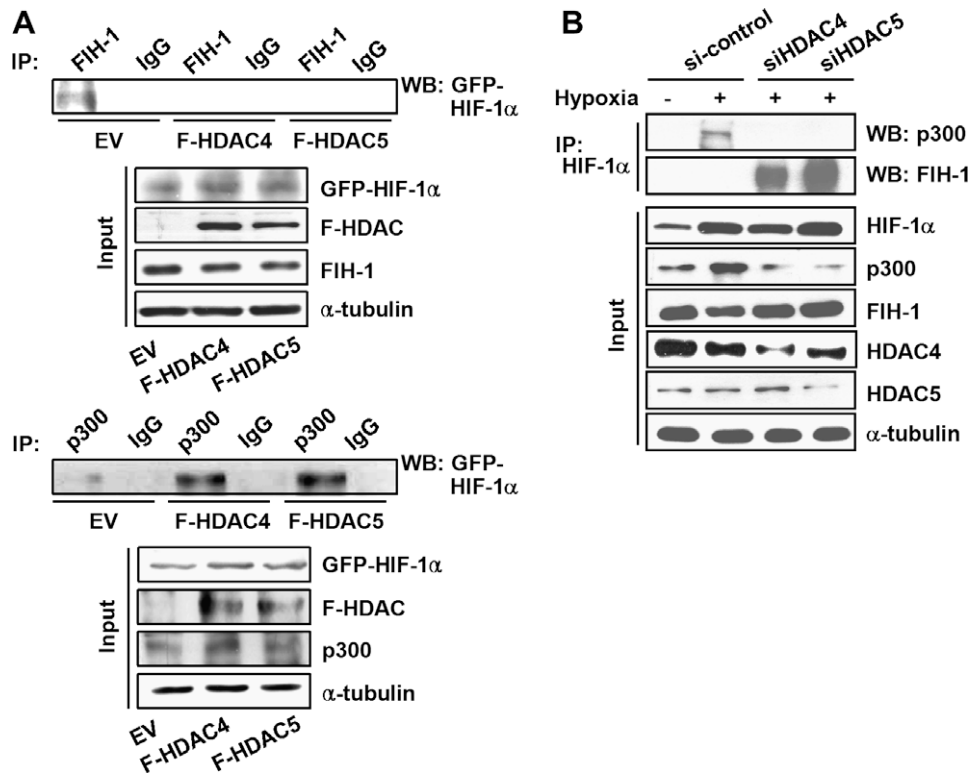 A
IP: FIH-1 IgG FIH-1 IgG FIH-1 IgG
WB: GFP-
HIF-1α
EV F-HDAC4 F-HDAC5
Input
GFP-HIF-1α
F-HDAC
FIH-1
α-tubulin
EV F-HDAC4 F-HDAC5
IP: p300 IgG p300 IgG p300 IgG
WB: GFP-
HIF-1α
EV F-HDAC4 F-HDAC5
Input
GFP-HIF-1α
F-HDAC
p300
α-tubulin
EV F-HDAC4 F-HDAC5
B
si-control siHDAC4 siHDAC5
Hypoxia - + + +
IP:
HIF-1α
WB: p300
WB: FIH-1
Input
HIF-1α
p300
FIH-1
HDAC4
HDAC5
α-tubulin